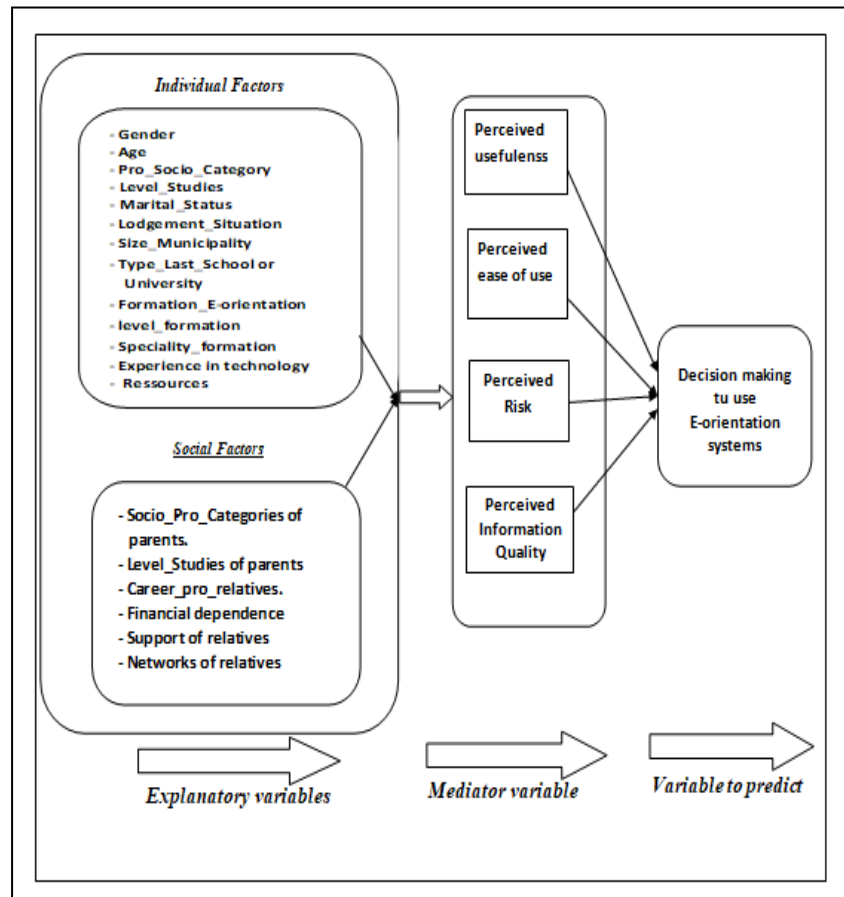 Individual Factors
- Gender
- Age
- Pro_Socio_Category
- Level_Studies
- Marital_Status
- Lodgement_Situation
- Size_Municipality
- Type_Last_School or
University
- Formation_E-orientation
- level_formation
- Speciality_formation
- Experience in technology
- Ressources
Social Factors
- Socio_Pro_Categories of
parents.
- Level_Studies of parents
- Career_pro_relatives.
- Financial dependence
- Support of relatives
- Networks of relatives
Explanatory variables
Perceived
usefulenss
Perceived
ease of use
Perceived
Risk
Perceived
Information
Quality
Mediator variable
Decision making
tu use
E-orientation
systems
Variable to predict